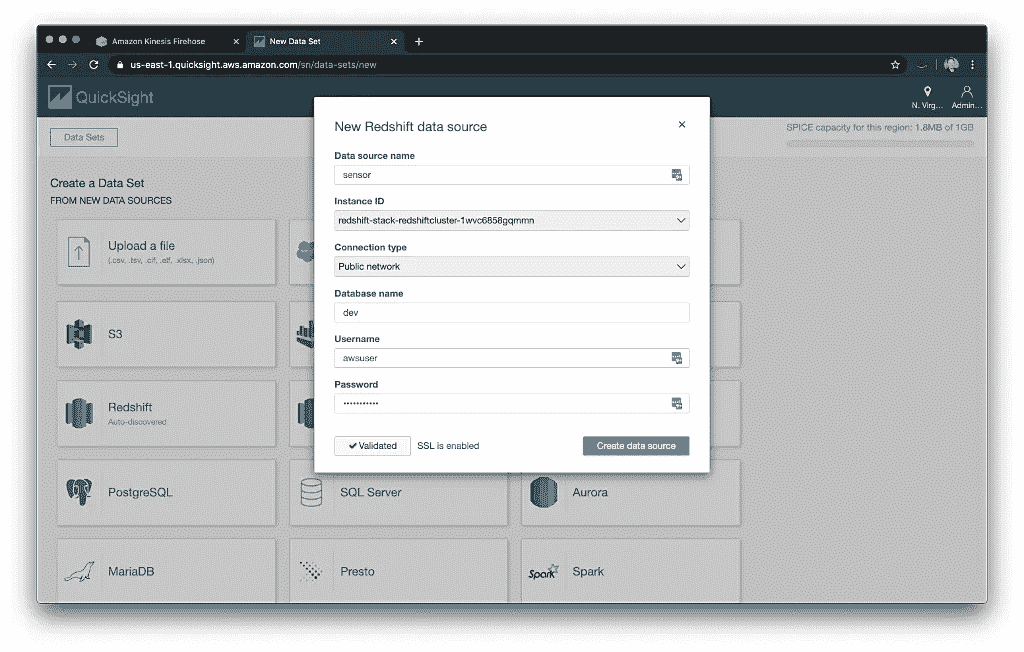 Amazon Kinesis Firehose
New Data Set
us-east-1.quicksight.aws.amazon.com/sn/data-sets/new
QuickSight
N. Virg...
Admin...
Data Sets
SPICE capacity for this region: 1.8MB of 1GB
Create a Data Set
FROM NEW DATA SOURCES
Upload a file
(.csv, .tsv, .clf, .elf, .xlsx, .json)
S3
Redshift
Auto-discovered
PostgreSQL
SQL Server
Aurora
MariaDB
Presto
Spark
Spark
New Redshift data source
Data source name
sensor
Instance ID
redshift-stack-redshiftcluster-1wvc6858gqmmn
Connection type
Public network
Database name
dev
Username
awsuser
Password
•••••••••••
Validated
SSL is enabled
Create data source